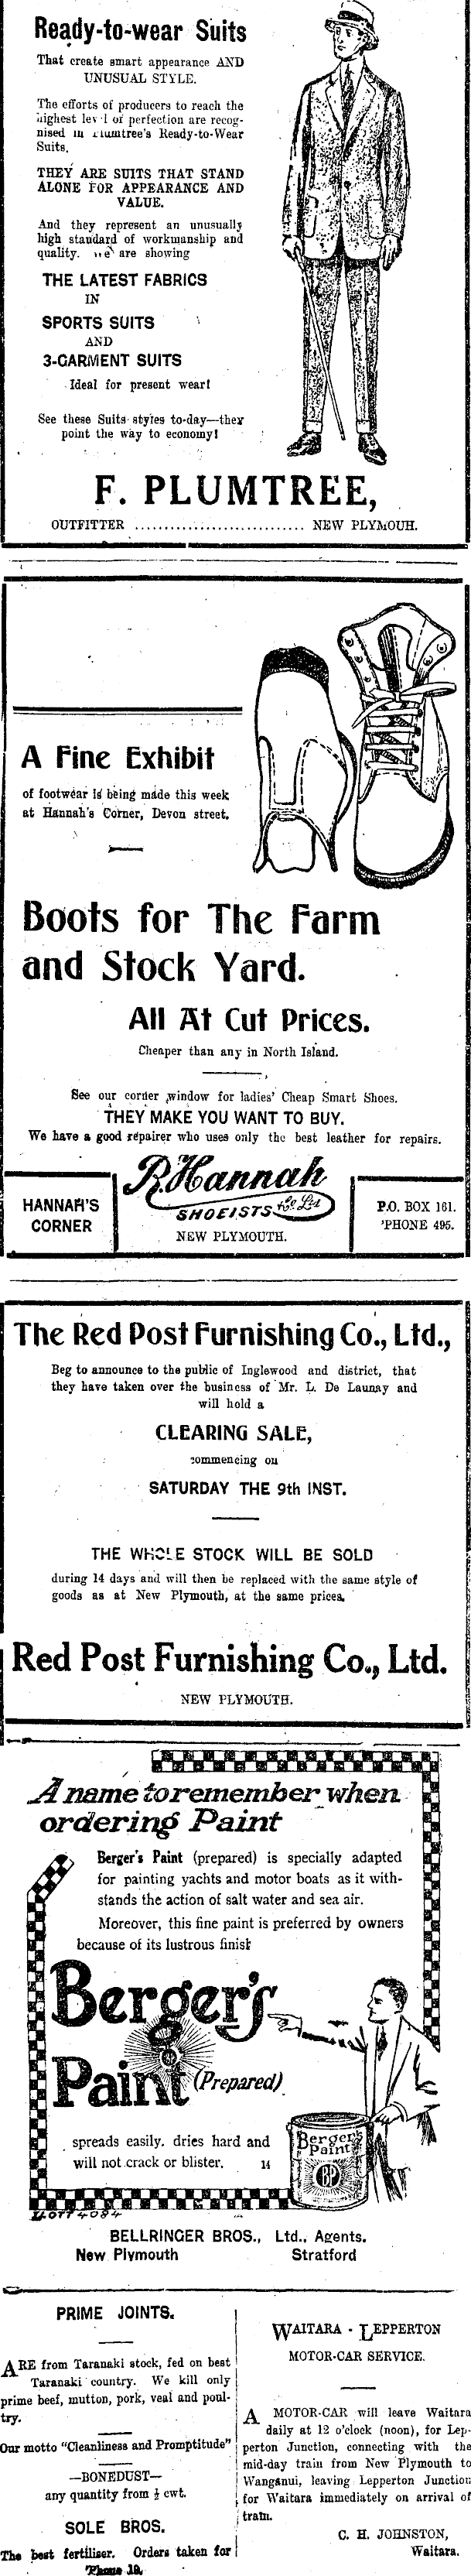 Ready-to-wear Suits
That create smart appearance AND
UNUSUAL STYLE.
The efforts of producers to reach the
highest lev l of perfection are recog-
nised in Plumtree's Ready-to-Wear
Suits.
THEY ARE SUITS THAT STAND
ALONE FOR APPEARANCE AND
VALUE.
And they represent an unusually
high standard of workmanship and
quality. We are showing
THE LATEST FABRICS
IN
SPORTS SUITS
AND
3-GARMENT SUITS
Ideal for present wear!
See these Suits styles to-day—they
point the way to economy!
F. PLUMTREE,
OUTFITTER ............................ NEW PLYMOUH.
A Fine Exhibit
of footwear is being made this week
at Hannah's Corner, Devon street.
Boots for The Farm
and Stock Yard.
All At Cut Prices.
Cheaper than any in North Island.
See our corner window for ladies' Cheap Smart Shoes.
THEY MAKE YOU WANT TO BUY.
We have a good repairer who uses only the best leather for repairs.
HANNAH'S
CORNER
R. Hannah
& Co Ltd
SHOEISTS
NEW PLYMOUTH.
P.O. BOX 161.
'PHONE 495.
The Red Post Furnishing Co., Ltd.,
Beg to announce to the public of Inglewood and district, that
they have taken over the business of Mr. L. De Launay and
will hold a
CLEARING SALE,
commencing on
SATURDAY THE 9th INST.
THE WHOLE STOCK WILL BE SOLD
during 14 days and will then be replaced with the same style of
goods as at New Plymouth, at the same prices.
Red Post Furnishing Co., Ltd.
NEW PLYMOUTH.
A name to remember when
ordering Paint
Berger's Paint (prepared) is specially adapted
for painting yachts and motor boats as it with-
stands the action of salt water and sea air.
Moreover, this fine paint is preferred by owners
because of its lustrous finish
Berger's
Paint (Prepared)
spreads easily, dries hard and
will not crack or blister. 14
Berger's
Paint
BP
ILOTT 4084
BELLRINGER BROS., Ltd., Agents.
New Plymouth Stratford
PRIME JOINTS.
ARE from Taranaki stock, fed on best
Taranaki country. We kill only
prime beef, mutton, pork, veal and poul-
try.
Our motto "Cleanliness and Promptitude"
—BONEDUST—
any quantity from ½ cwt.
SOLE BROS.
The best fertiliser. Orders taken for
'Phone 19.
WAITARA - LEPPERTON
MOTOR-CAR SERVICE.
A MOTOR-CAR will leave Waitara
daily at 12 o'clock (noon), for Lep-
perton Junction, connecting with the
mid-day train from New Plymouth to
Wanganui, leaving Lepperton Junction
for Waitara immediately on arrival of
train.
C. H. JOHNSTON,
Waitara.